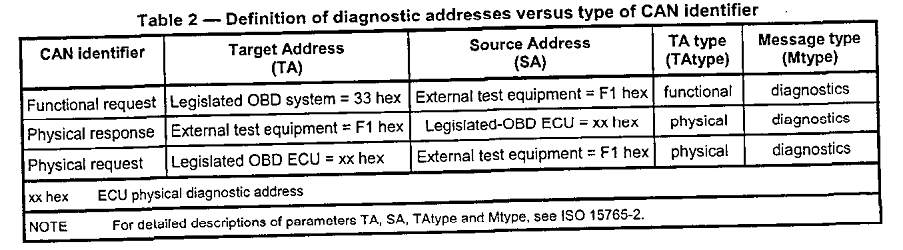 Table 2 — Definition of diagnostic addresses versus type of CAN identifier
CAN identifier Target Address (TA) Source Address (SA) TA type (TAtype) Message type (Mtype)
Functional request Legislated OBD system = 33 hex External test equipment = F1 hex functional diagnostics
Physical response External test equipment = F1 hex Legislated-OBD ECU = xx hex physical diagnostics
Physical request Legislated OBD ECU = xx hex External test equipment = F1 hex physical diagnostics
xx hex ECU physical diagnostic address
NOTE For detailed descriptions of parameters TA, SA, TAtype and Mtype, see ISO 15765-2.